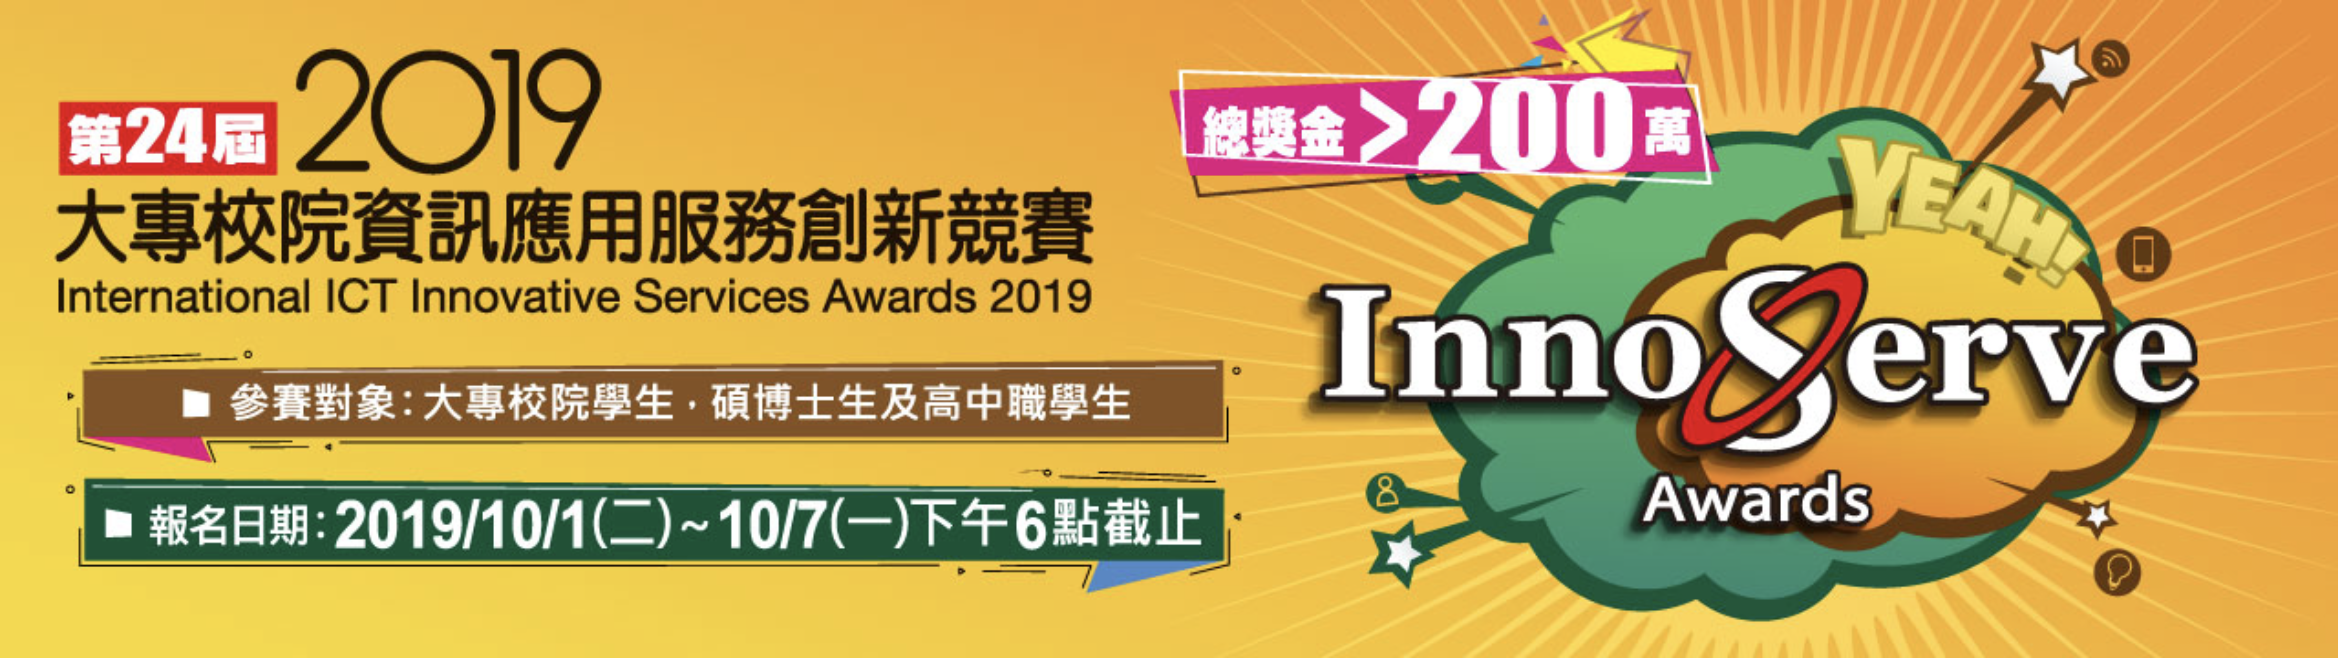 第24屆 2019
大專校院資訊應用服務創新競賽
International ICT Innovative Services Awards 2019
參賽對象：大專校院學生，碩博士生及高中職學生
報名日期：2019/10/1(二)~10/7(一)下午6點截止
總獎金>200萬
YEAH!
InnoServe
Awards